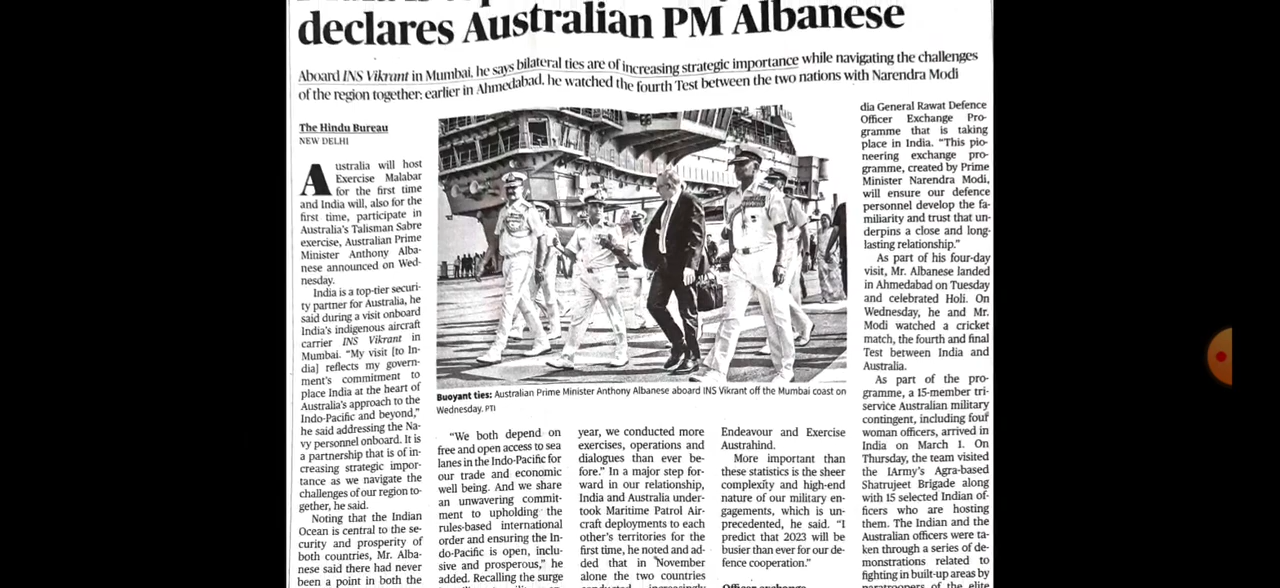 declares Australian PM Albanese
Aboard INS Vikrant in Mumbai, he says bilateral ties are of increasing strategic importance while navigating the challenges
of the region together; earlier in Ahmedabad, he watched the fourth Test between the two nations with Narendra Modi
The Hindu Bureau
NEW DELHI
Australia will host
Exercise Malabar
for the first time
and India will, also for the
first time, participate in
Australia's Talisman Sabre
exercise, Australian Prime
Minister Anthony Alba-
nese announced on Wed-
nesday.
India is a top-tier securi-
ty partner for Australia, he
said during a visit onboard
India's indigenous aircraft
carrier INS Vikrant in
Mumbai. "My visit [to In-
dia] reflects my govern-
ment's commitment to
place India at the heart of
Australia's approach to the
Indo-Pacific and beyond,"
he said addressing the Na-
vy personnel onboard. It is
a partnership that is of in-
creasing strategic impor-
tance as we navigate the
challenges of our region to-
gether, he said.
Noting that the Indian
Ocean is central to the se-
curity and prosperity of
both countries, Mr. Alba-
nese said there had never
been a point in both the
Buoyant ties: Australian Prime Minister Anthony Albanese aboard INS Vikrant off the Mumbai coast on
Wednesday. PTI
"We both depend on
free and open access to sea
lanes in the Indo-Pacific for
our trade and economic
well being. And we share
an unwavering commit-
ment to upholding the
rules-based international
order and ensuring the In-
do-Pacific is open, inclu-
sive and prosperous," he
added. Recalling the surge
year, we conducted more
exercises, operations and
dialogues than ever be-
fore." In a major step for-
ward in our relationship,
India and Australia under-
took Maritime Patrol Air-
craft deployments to each
other's territories for the
first time, he noted and ad-
ded that in November
alone the two countries
Endeavour and Exercise
Austrahind.
More important than
these statistics is the sheer
complexity and high-end
nature of our military en-
gagements, which is un-
precedented, he said. "I
predict that 2023 will be
busier than ever for our de-
fence cooperation."
dia General Rawat Defence
Officer Exchange Pro-
gramme that is taking
place in India. "This pio-
neering exchange pro-
gramme, created by Prime
Minister Narendra Modi,
will ensure our defence
personnel develop the fa-
miliarity and trust that un-
derpins a close and long-
lasting relationship."
As part of his four-day
visit, Mr. Albanese landed
in Ahmedabad on Tuesday
and celebrated Holi. On
Wednesday, he and Mr.
Modi watched a cricket
match, the fourth and final
Test between India and
Australia.
As part of the pro-
gramme, a 15-member tri-
service Australian military
contingent, including four
woman officers, arrived in
India on March 1. On
Thursday, the team visited
the IArmy's Agra-based
Shatrujeet Brigade along
with 15 selected Indian of-
ficers who are hosting
them. The Indian and the
Australian officers were ta-
ken through a series of de-
monstrations related to
fighting in built-up areas by